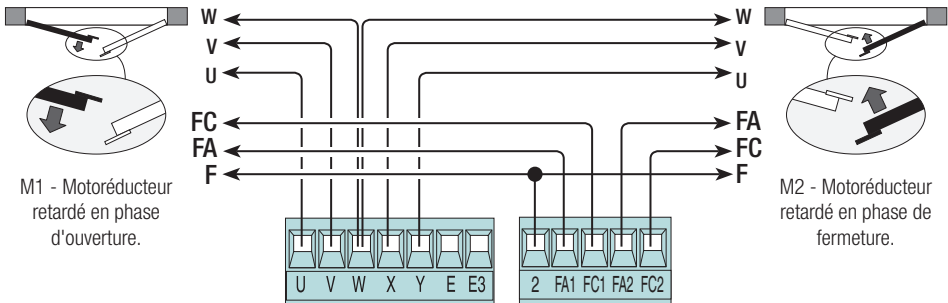 W W
V V
U U
FC FA
FA FC
F F
M1 - Motoréducteur
retardé en phase
d'ouverture.
M2 - Motoréducteur
retardé en phase de
fermeture.
U V W X Y E E3
2 FA1 FC1 FA2 FC2